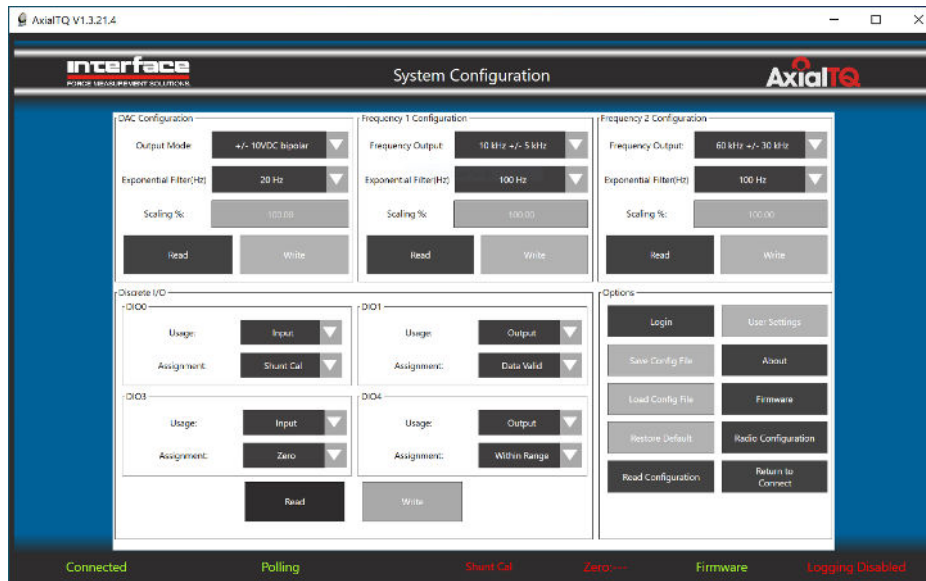 AxialTQ V1.3.21.4
interface
FORCE MEASUREMENT SOLUTIONS
System Configuration
AxialTQ
DAC Configuration
Output Mode:
+/- 10VDC bipolar
Exponential Filter(Hz)
20 Hz
Scaling %:
100.00
Read
Write
Frequency 1 Configuration
Frequency Output:
10 kHz +/- 5 kHz
Exponential Filter(Hz)
100 Hz
Scaling %:
100.00
Read
Write
Frequency 2 Configuration
Frequency Output:
60 kHz +/- 30 kHz
Exponential Filter(Hz)
100 Hz
Scaling %:
100.00
Read
Write
Discrete I/O
DIO0
Usage:
Input
Assignment:
Shunt Cal
DIO1
Usage:
Output
Assignment:
Data Valid
DIO3
Usage:
Input
Assignment:
Zero
DIO4
Usage:
Output
Assignment:
Within Range
Read
Write
Options
Login
User Settings
Save Config File
About
Load Config File
Firmware
Restore Default
Radio Configuration
Read Configuration
Return to
Connect
Connected
Polling
Shunt Cal
Zero:---
Firmware
Logging Disabled